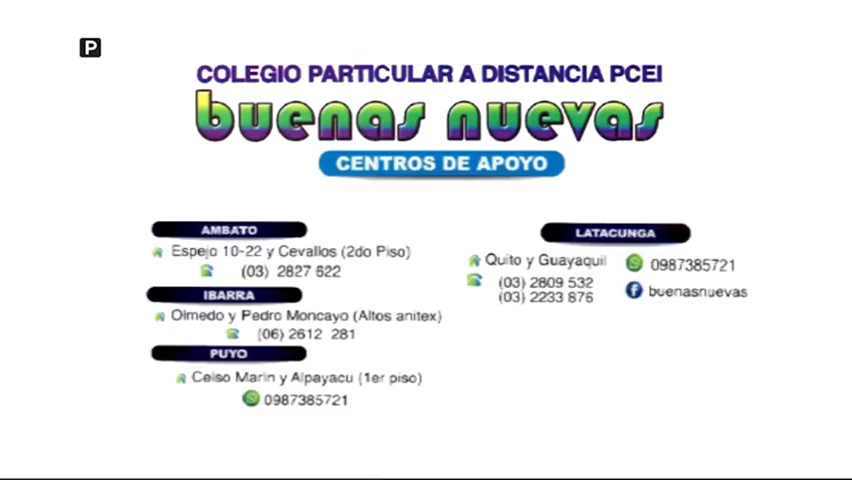 P
COLEGIO PARTICULAR A DISTANCIA PCEI
buenas nuevas
CENTROS DE APOYO
AMBATO
Espejo 10-22 y Cevallos (2do Piso)
(03) 2827 622
IBARRA
Olmedo y Pedro Moncayo (Altos anitex)
(06) 2612 281
PUYO
Celso Marin y Alpayacu (1er piso)
0987385721
LATACUNGA
Quito y Guayaquil
(03) 2809 532
(03) 2233 876
0987385721
buenasnuevas